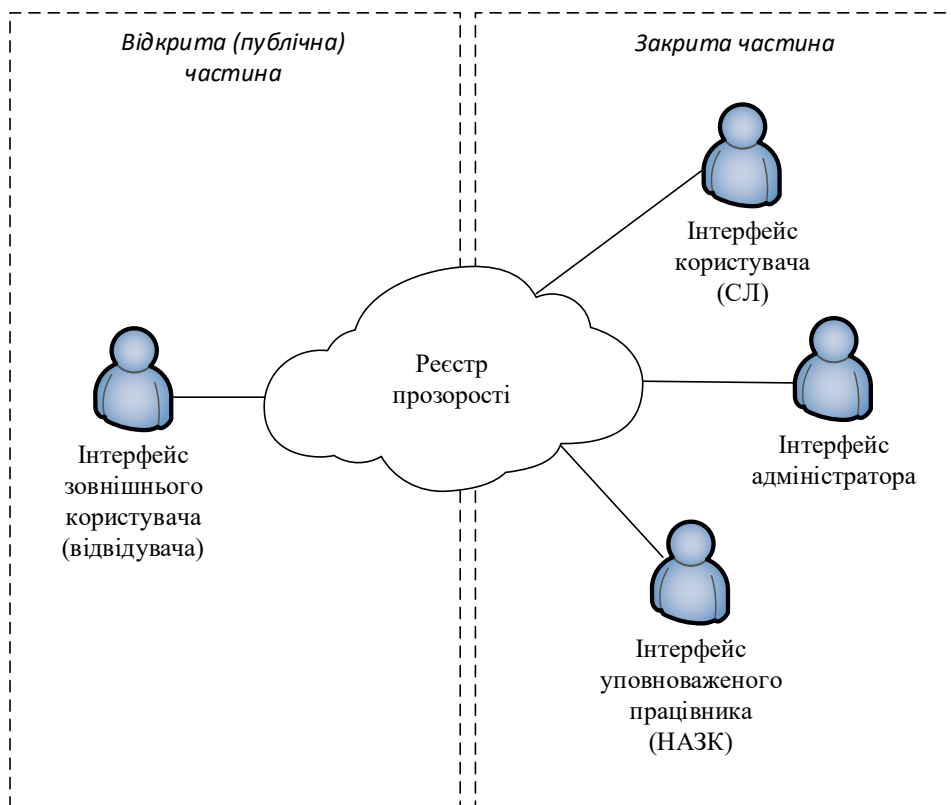 Відкрита (публічна)
частина
Закрита частина
Інтерфейс
користувача
(СЛ)
Реєстр
прозорості
Інтерфейс
зовнішнього
користувача
(відвідувача)
Інтерфейс
адміністратора
Інтерфейс
уповноваженого
працівника
(НАЗК)